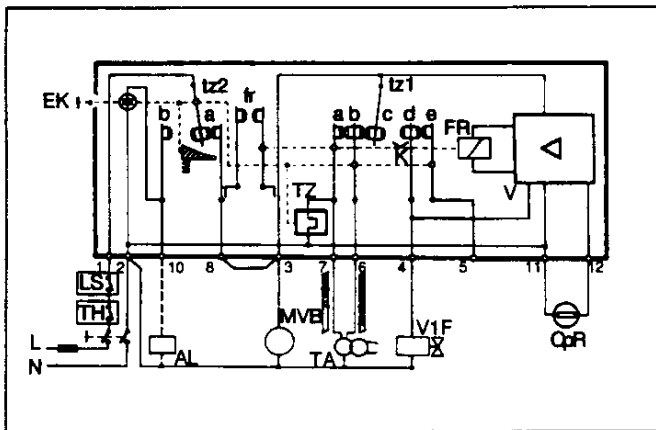 tz2
fr
tz1
EK
b
a
a
b
c
d
e
FR
K
V
TZ
1
2
10
8
3
7
6
4
5
11
12
LS
TH
L
N
AL
MVB
TA
V1F
QpR